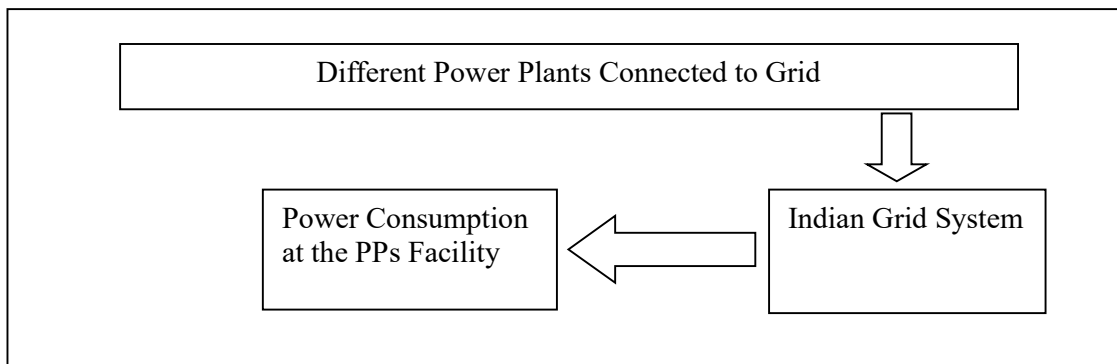 Different Power Plants Connected to Grid
Power Consumption
at the PPs Facility
Indian Grid System